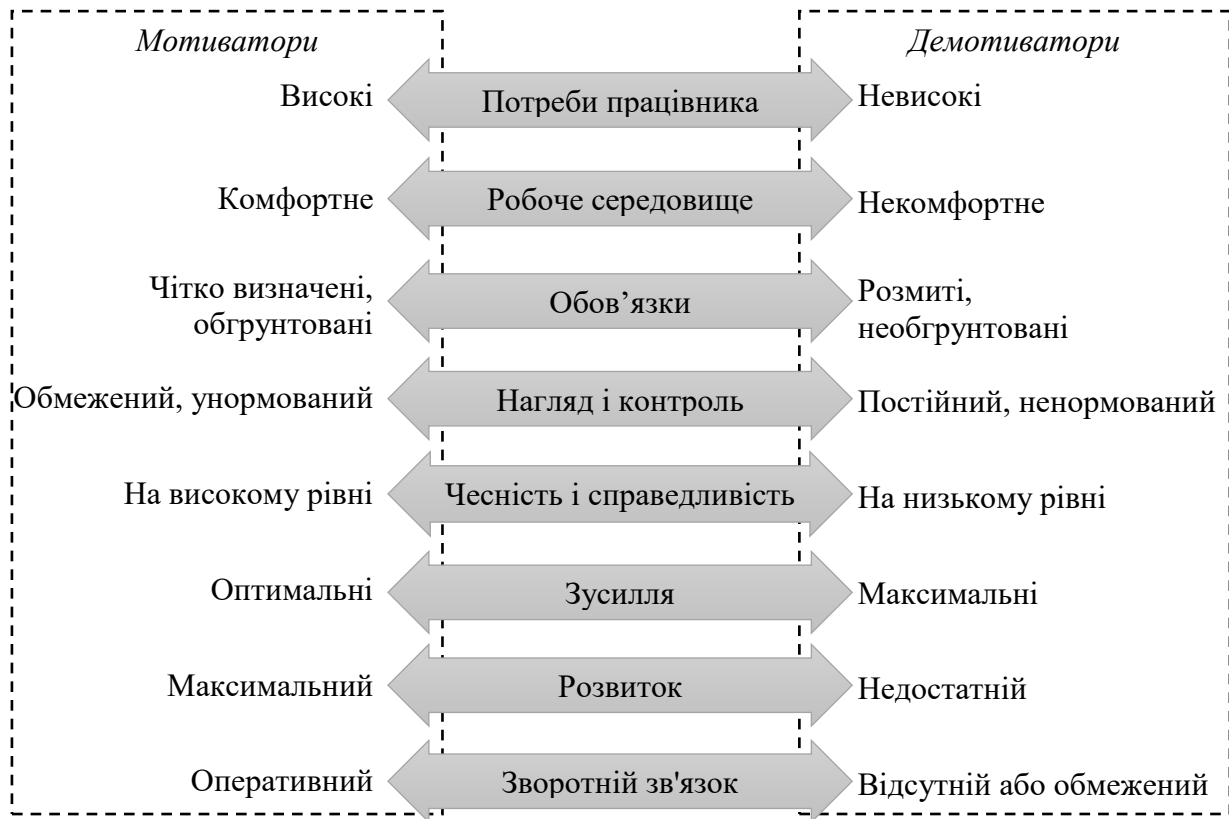 Мотиватори
Демотиватори
Високі
Потреби працівника
Невисокі
Комфортне
Робоче середовище
Некомфортне
Чітко визначені,
обгрунтовані
Обов’язки
Розмиті,
необгрунтовані
Обмежений, унормований
Нагляд і контроль
Постійний, ненормований
На високому рівні
Чесність і справедливість
На низькому рівні
Оптимальні
Зусилля
Максимальні
Максимальний
Розвиток
Недостатній
Оперативний
Зворотній зв'язок
Відсутній або обмежений